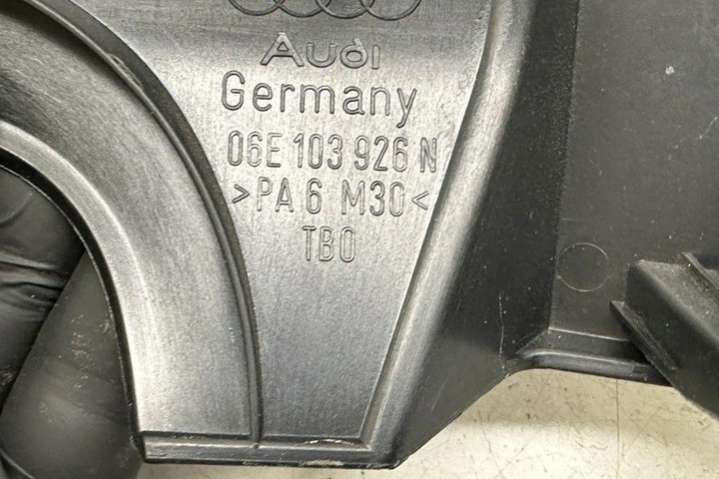 Audi
Germany
06E 103 926 N
>PA 6 M30<
TBO